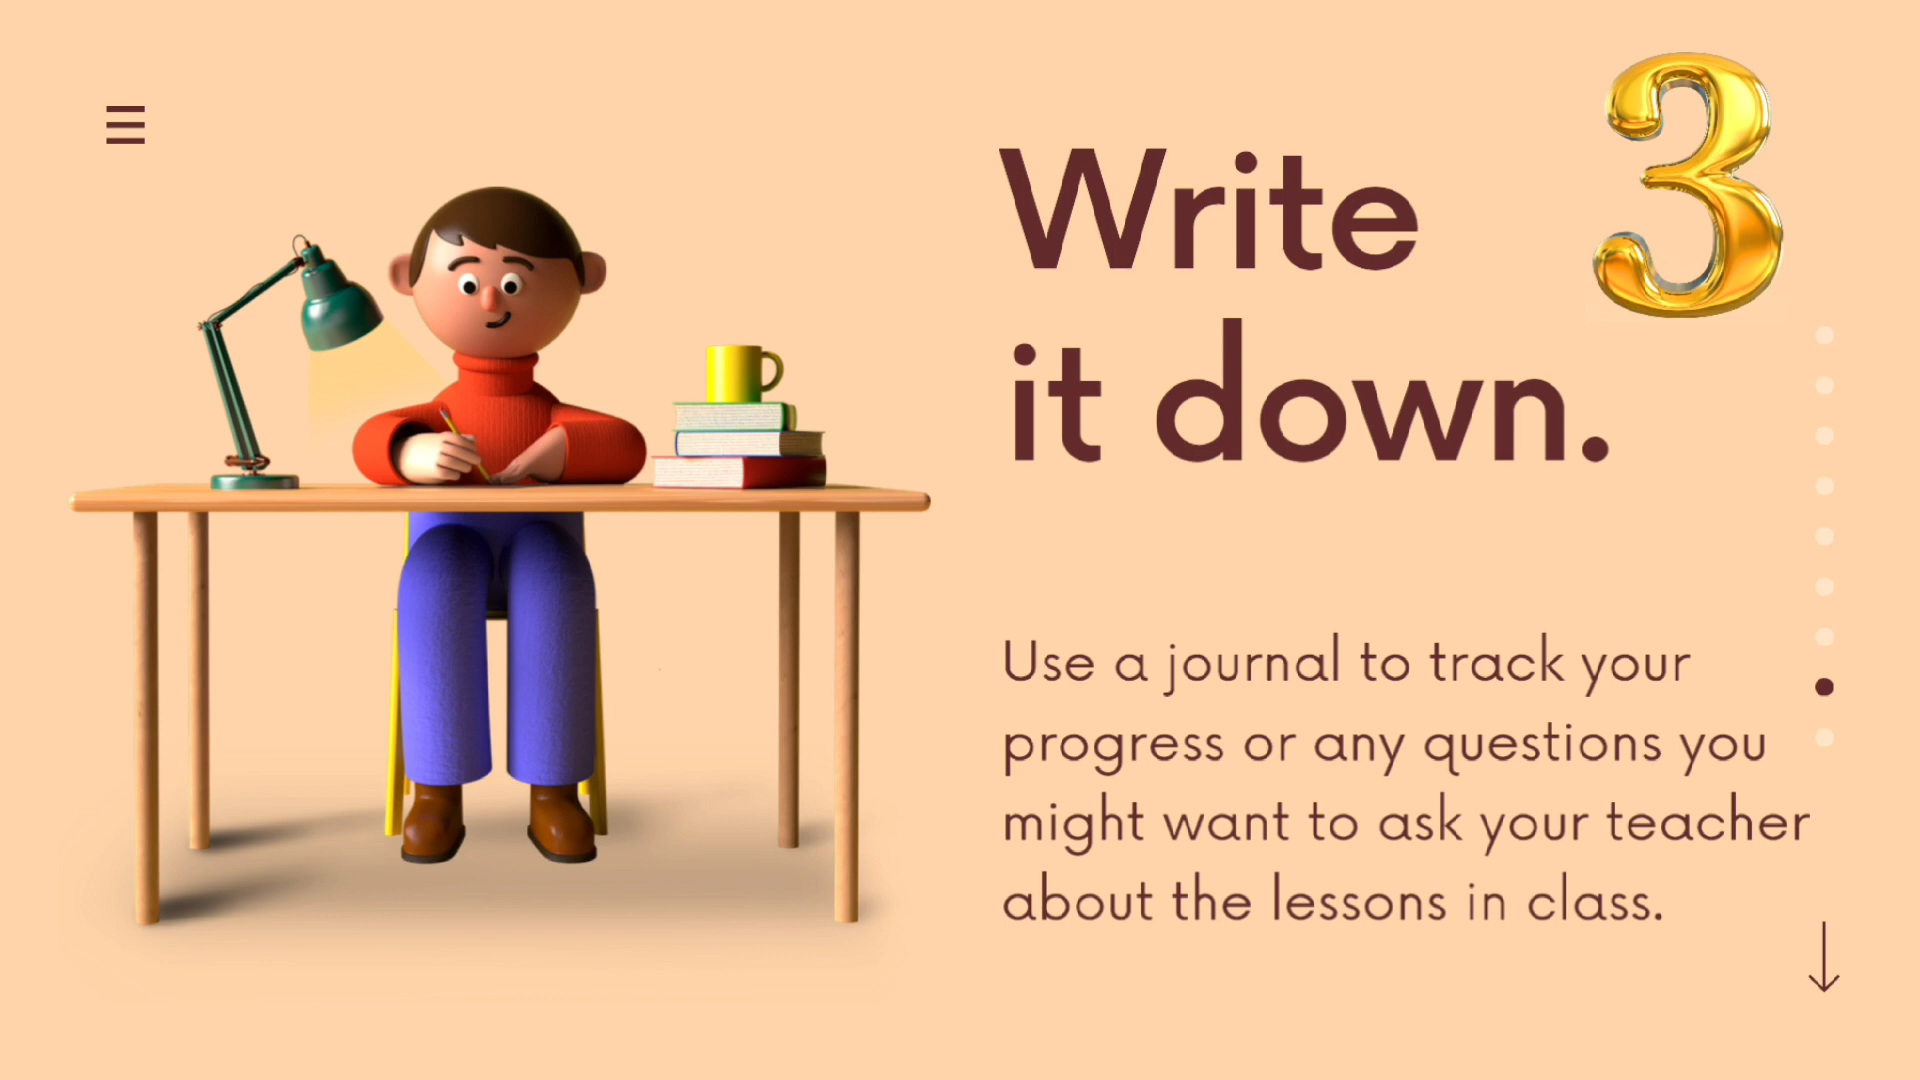 3
Write
it down.
Use a journal to track your
progress or any questions you
might want to ask your teacher
about the lessons in class.